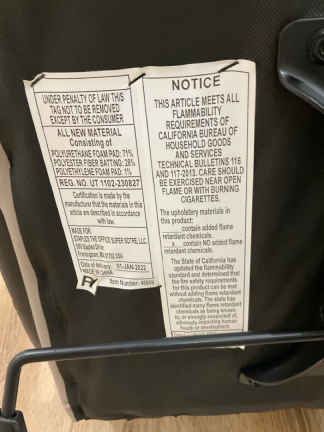 UNDER PENALTY OF LAW THIS
TAG NOT TO BE REMOVED
EXCEPT BY THE CONSUMER
ALL NEW MATERIAL
Consisting of
POLYURETHANE FOAM PAD: 71%
POLYESTER FIBER BATTING: 28%
POLYETHYLENE FOAM PAD: 1%
REG. NO. UT 1102-230827
Certification is made by the
manufacturer that the materials in this
article are described in accordance
with law.
MADE FOR:
STAPLES THE OFFICE SUPER STORE, LLC.
500 Staples Drive
Framingham, MA 01702 USA
Date of delivery: 01-JAN-2022
MADE IN
Item Number:
NOTICE
THIS ARTICLE MEETS ALL
FLAMMABILITY
REQUIREMENTS OF
CALIFORNIA BUREAU OF
HOUSEHOLD GOODS
AND SERVICES
TECHNICAL BULLETINS 116
AND 117-2013. CARE SHOULD
BE EXERCISED NEAR OPEN
FLAME OR WITH BURNING
CIGARETTES.
The upholstery materials in
this product:
contain added flame
retardant chemicals.
x contain NO added flame
retardant chemicals.
The State of California has
updated the flammability
standard and determined that
the fire safety requirements
for this product can be met
without adding flame retardant
chemicals. The state has
identified many flame retardant
chemicals as being known
to, or strongly suspected of,
adversely impacting human
health or development.